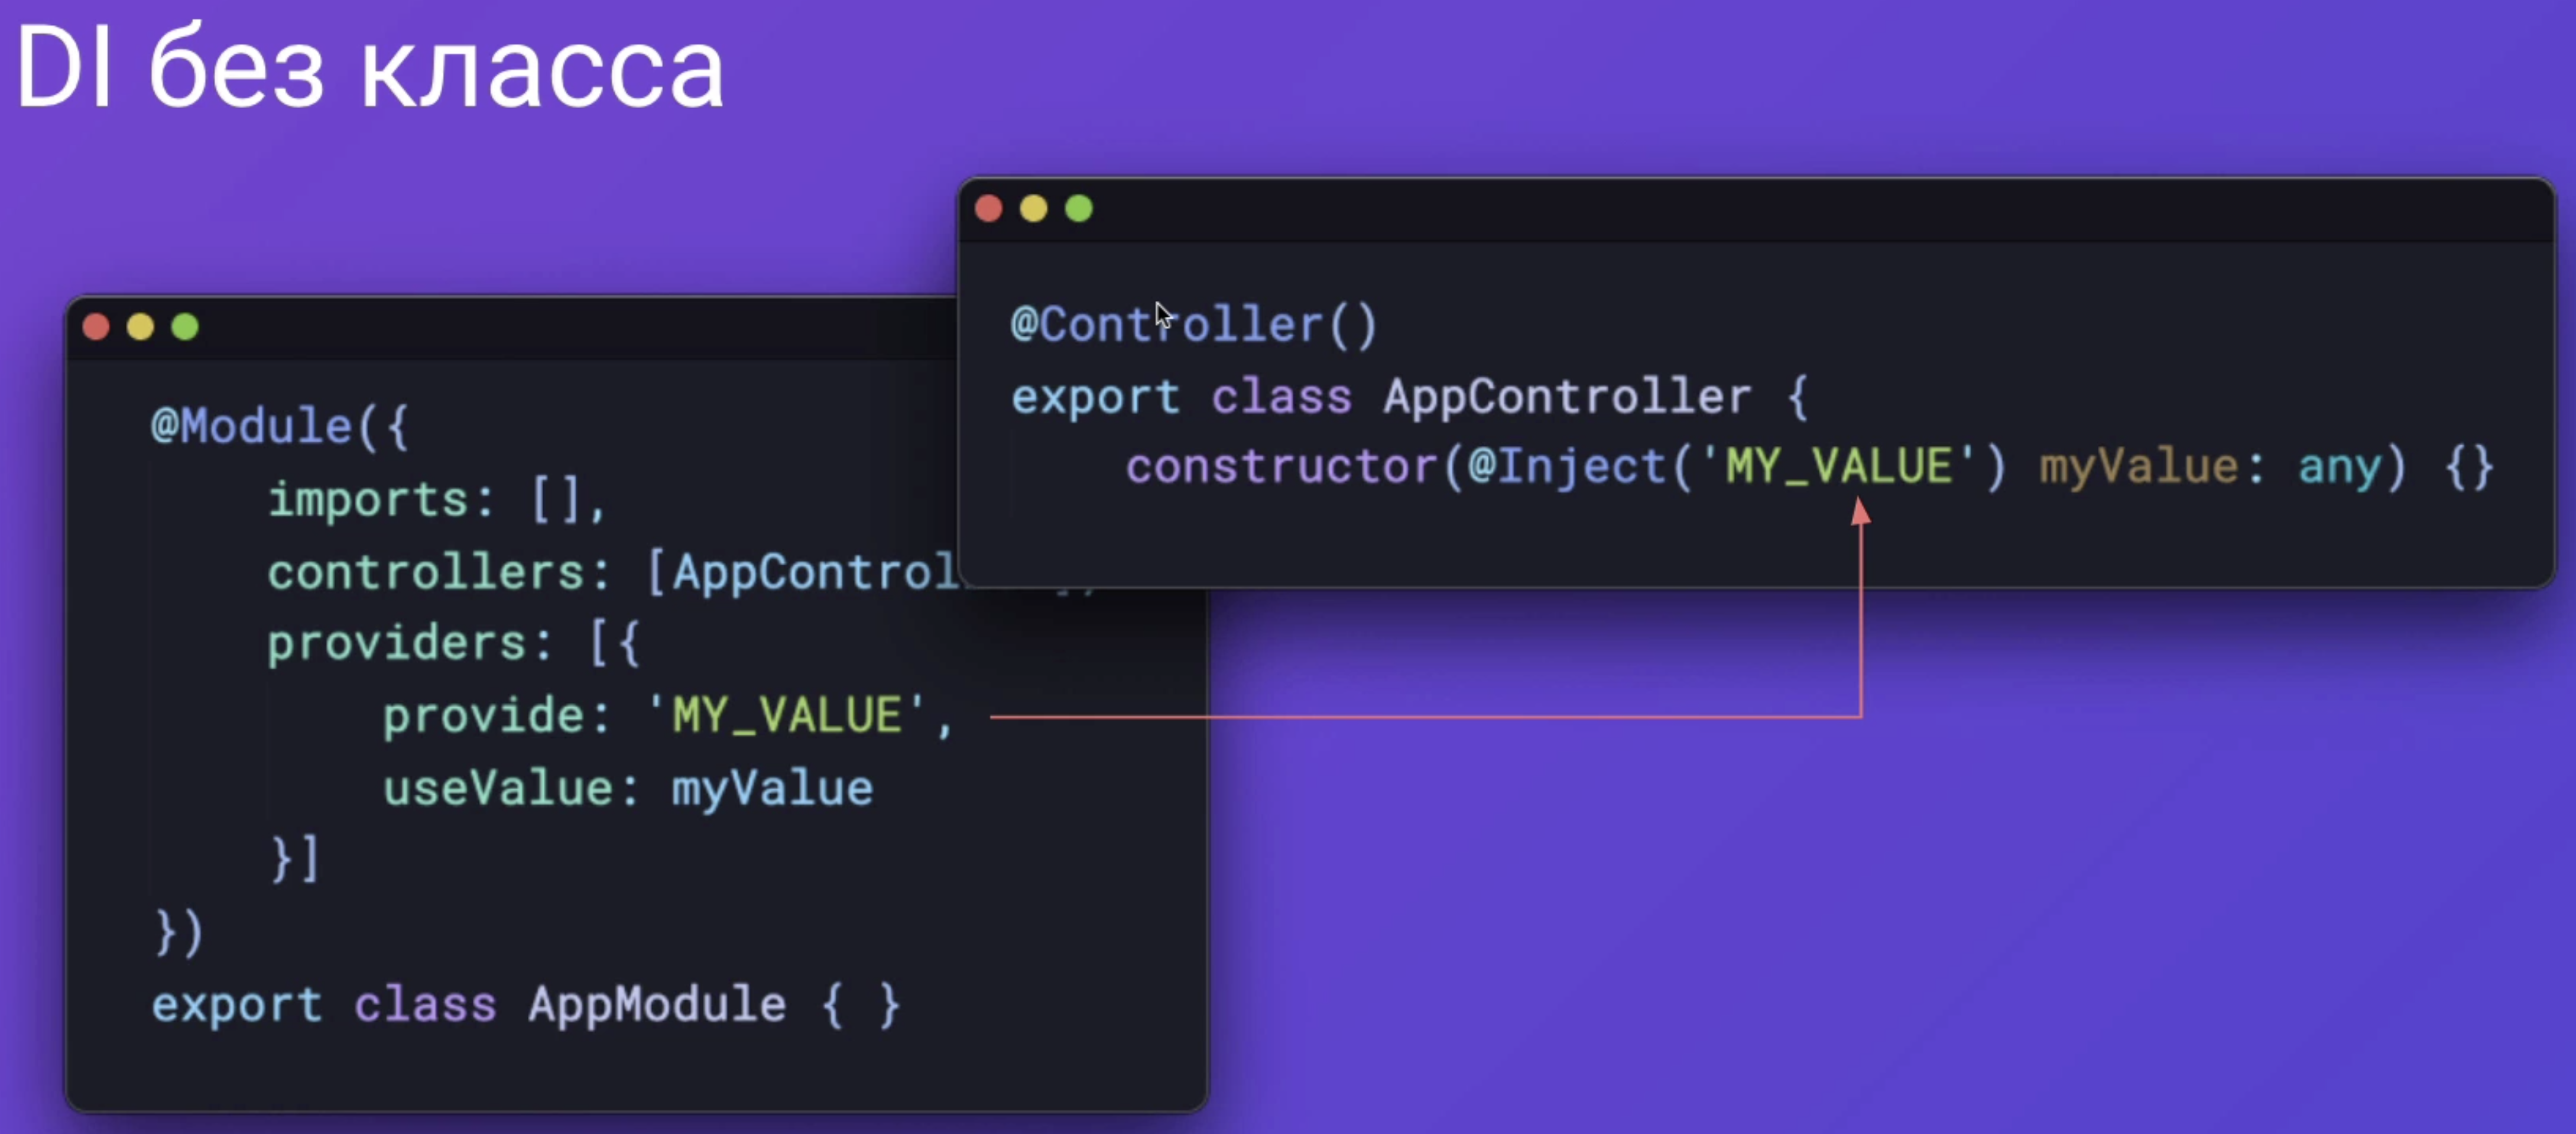 DI без класса
@Controller()
export class AppController {
constructor(@Inject('MY_VALUE') myValue: any) {}
@Module({
imports: [],
controllers: [AppControl
providers: [{
provide: 'MY_VALUE',
useValue: myValue
}]
})
export class AppModule { }